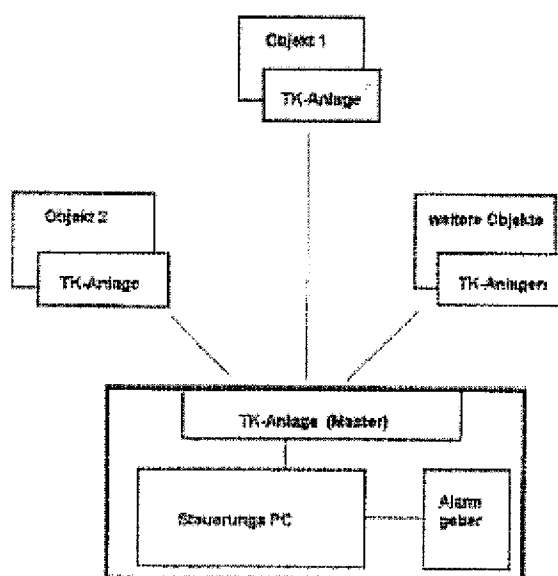 Objekt 1
TK-Anlage
Objekt 2
TK-Anlage
weitere Objekte
TK-Anlagen
TK-Anlage (Master)
Steuerungs PC
Alarm
geber